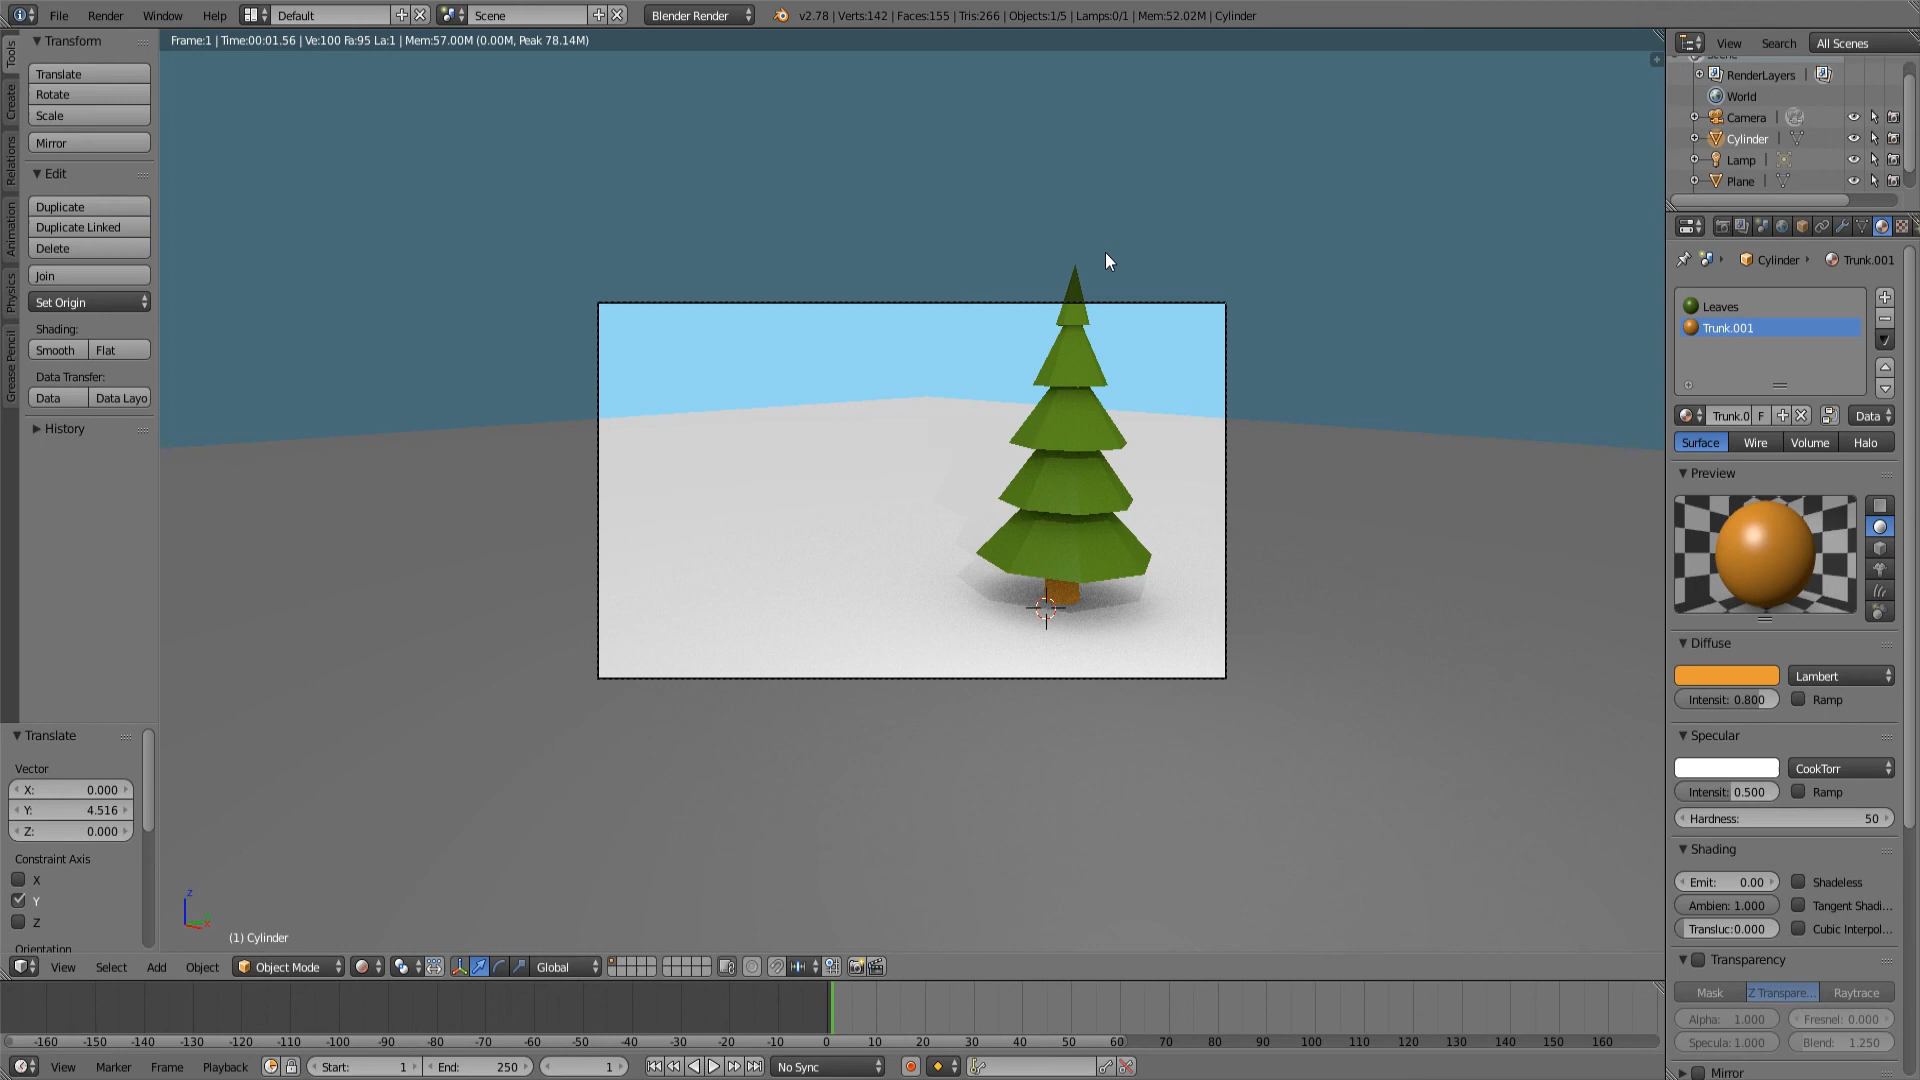 File Render Window Help Default Scene Blender Render v2.78 | Verts:142 | Faces:155 | Tris:266 | Objects:1/5 | Lamps:0/1 | Mem:52.02M | Cylinder
Frame:1 | Time:00:01.56 | Ve:100 Fa:95 La:1 | Mem:57.00M (0.00M, Peak 78.14M)
Tools
Create
Relations
Animation
Physics
Grease Pencil
Transform
Translate
Rotate
Scale
Mirror
Edit
Duplicate
Duplicate Linked
Delete
Join
Set Origin
Shading:
Smooth Flat
Data Transfer:
Data Data Layo
History
Translate
Vector
X: 0.000
Y: 4.516
Z: 0.000
Constraint Axis
X
Y
Z
Orientation
z
(1) Cylinder
View Select Add Object Object Mode Global
-160 -150 -140 -130 -120 -110 -100 -90 -80 -70 -60 -50 -40 -30 -20 -10 0 10 20 30 40 50 60 70 80 90 100 110 120 130 140 150 160
View Marker Frame Playback Start: 1 End: 250 1 No Sync
View Search All Scenes
Scene
RenderLayers
World
Camera
Cylinder
Lamp
Plane
Cylinder Trunk.001
Leaves
Trunk.001
Trunk.0 F Data
Surface Wire Volume Halo
Preview
Diffuse
Lambert
Intensit: 0.800 Ramp
Specular
CookTorr
Intensit: 0.500 Ramp
Hardness: 50
Shading
Emit: 0.00 Shadeless
Ambien: 1.000 Tangent Shadi...
Transluc:0.000 Cubic Interpol...
Transparency
Mask Z Transpare... Raytrace
Alpha: 1.000 Fresnel: 0.000
Specula: 1.000 Blend: 1.250
Mirror